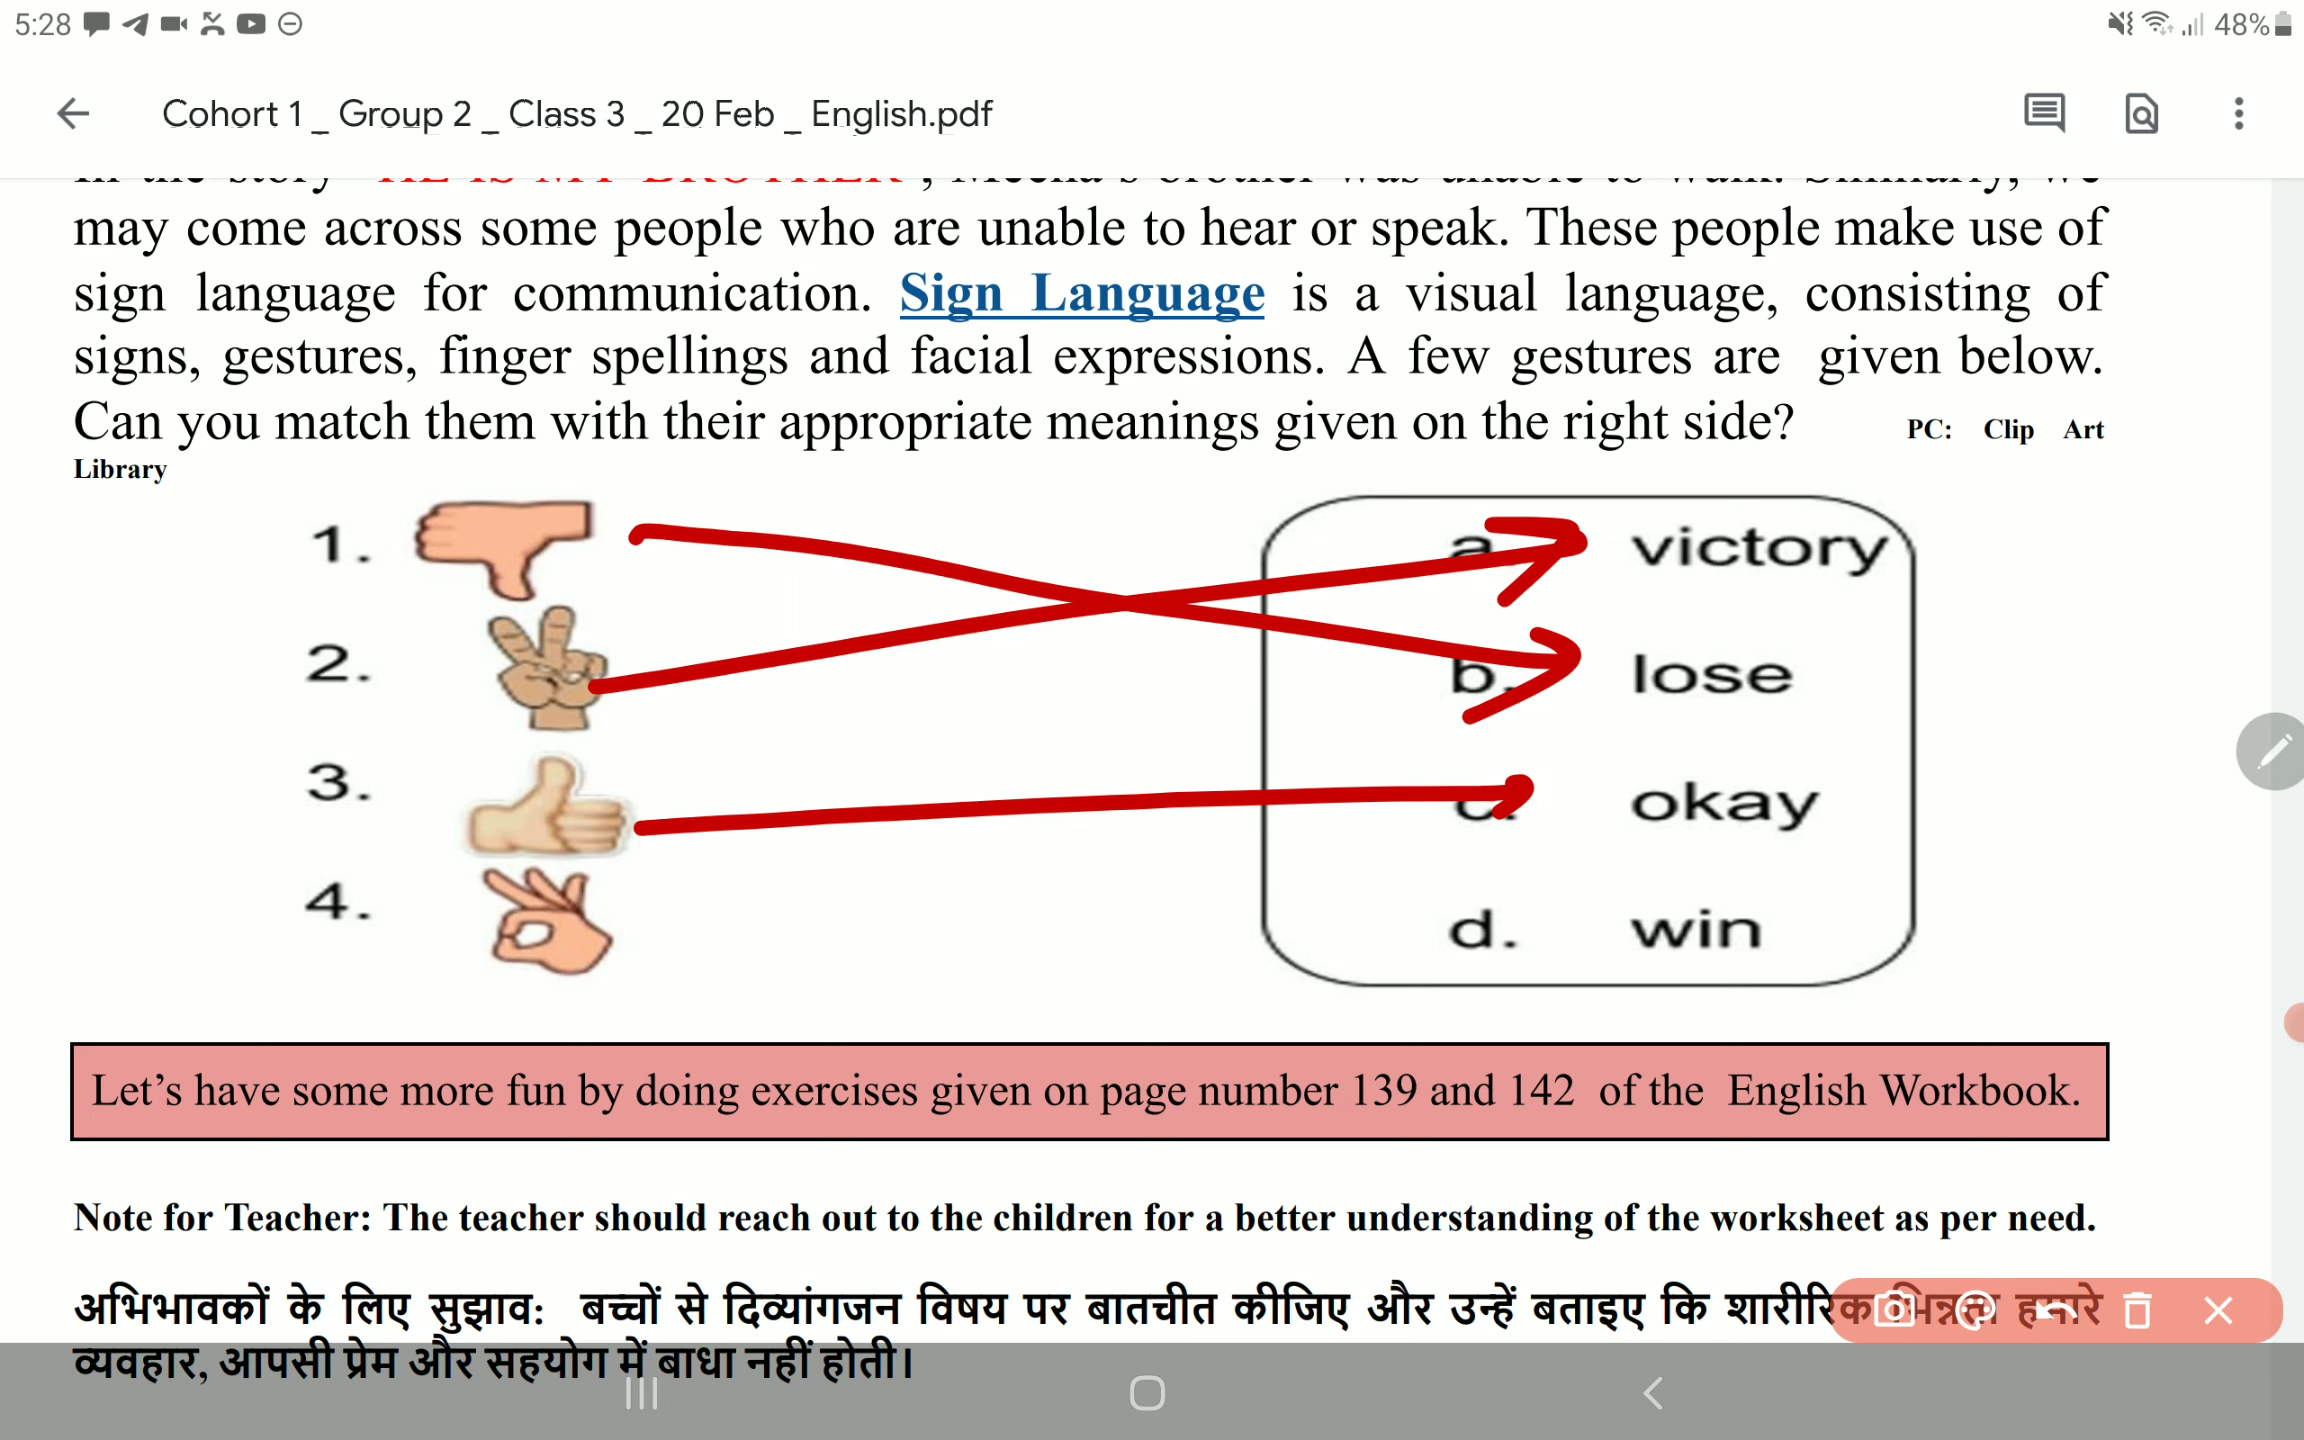 5:28
48%
Cohort 1 _ Group 2 _ Class 3 _ 20 Feb _ English.pdf
may come across some people who are unable to hear or speak. These people make use of
sign language for communication. Sign Language is a visual language, consisting of
signs, gestures, finger spellings and facial expressions. A few gestures are given below.
Can you match them with their appropriate meanings given on the right side? PC: Clip Art
Library
1.
a. victory
2.
b. lose
3.
c. okay
4.
d. win
Let's have some more fun by doing exercises given on page number 139 and 142 of the English Workbook.
Note for Teacher: The teacher should reach out to the children for a better understanding of the worksheet as per need.
अभिभावकों के लिए सुझाव: बच्चों से दिव्यांगजन विषय पर बातचीत कीजिए और उन्हें बताइए कि शारीरिक भिन्नता हमारे
व्यवहार, आपसी प्रेम और सहयोग में बाधा नहीं होती।